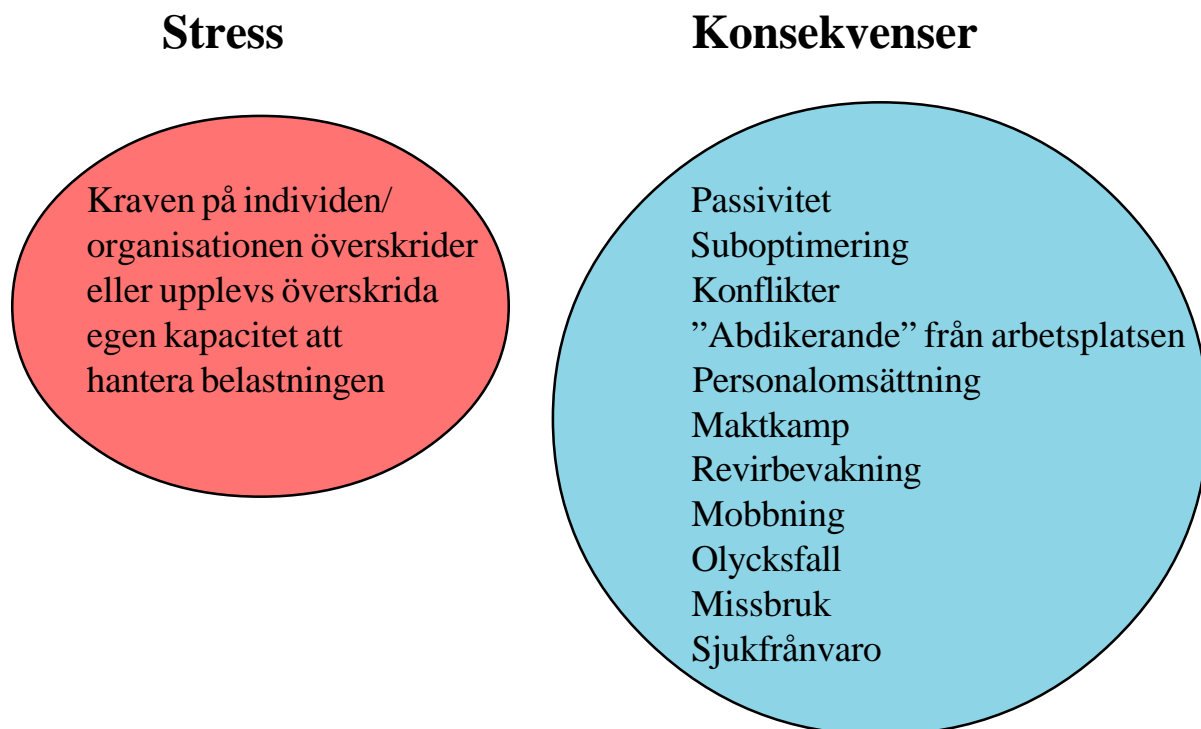 Stress
Konsekvenser
Kraven på individen/
organisationen överskrider
eller upplevs överskrida
egen kapacitet att
hantera belastningen
Passivitet
Suboptimering
Konflikter
”Abdikerande” från arbetsplatsen
Personalomsättning
Maktkamp
Revirbevakning
Mobbning
Olycksfall
Missbruk
Sjukfrånvaro